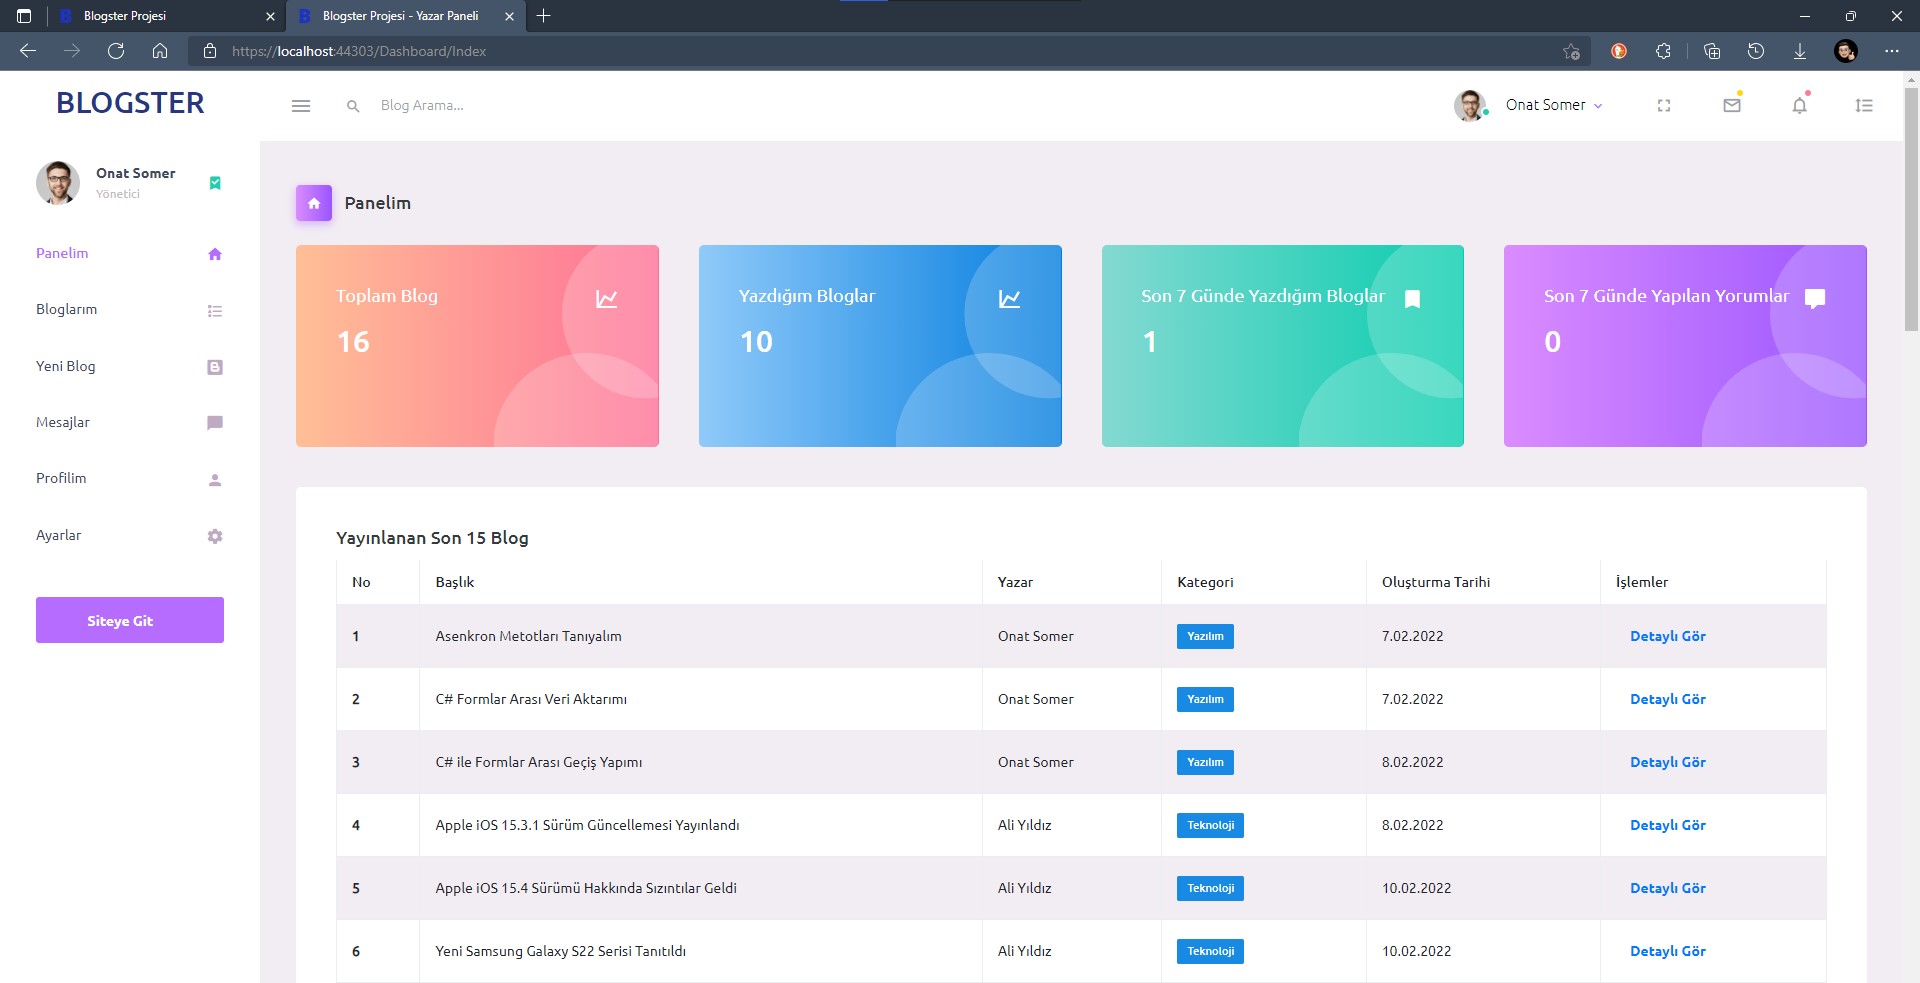 Blogster Projesi
Blogster Projesi - Yazar Paneli
https://localhost:44303/Dashboard/Index
BLOGSTER
Blog Arama...
Onat Somer
Onat Somer
Yönetici
Panelim
Bloglarım
Yeni Blog
Mesajlar
Profilim
Ayarlar
Siteye Git
Panelim
Toplam Blog
16
Yazdığım Bloglar
10
Son 7 Günde Yazdığım Bloglar
1
Son 7 Günde Yapılan Yorumlar
0
Yayınlanan Son 15 Blog
No Başlık Yazar Kategori Oluşturma Tarihi İşlemler
1 Asenkron Metotları Tanıyalım Onat Somer Yazılım 7.02.2022 Detaylı Gör
2 C# Formlar Arası Veri Aktarımı Onat Somer Yazılım 7.02.2022 Detaylı Gör
3 C# ile Formlar Arası Geçiş Yapımı Onat Somer Yazılım 8.02.2022 Detaylı Gör
4 Apple iOS 15.3.1 Sürüm Güncellemesi Yayınlandı Ali Yıldız Teknoloji 8.02.2022 Detaylı Gör
5 Apple iOS 15.4 Sürümü Hakkında Sızıntılar Geldi Ali Yıldız Teknoloji 10.02.2022 Detaylı Gör
6 Yeni Samsung Galaxy S22 Serisi Tanıtıldı Ali Yıldız Teknoloji 10.02.2022 Detaylı Gör